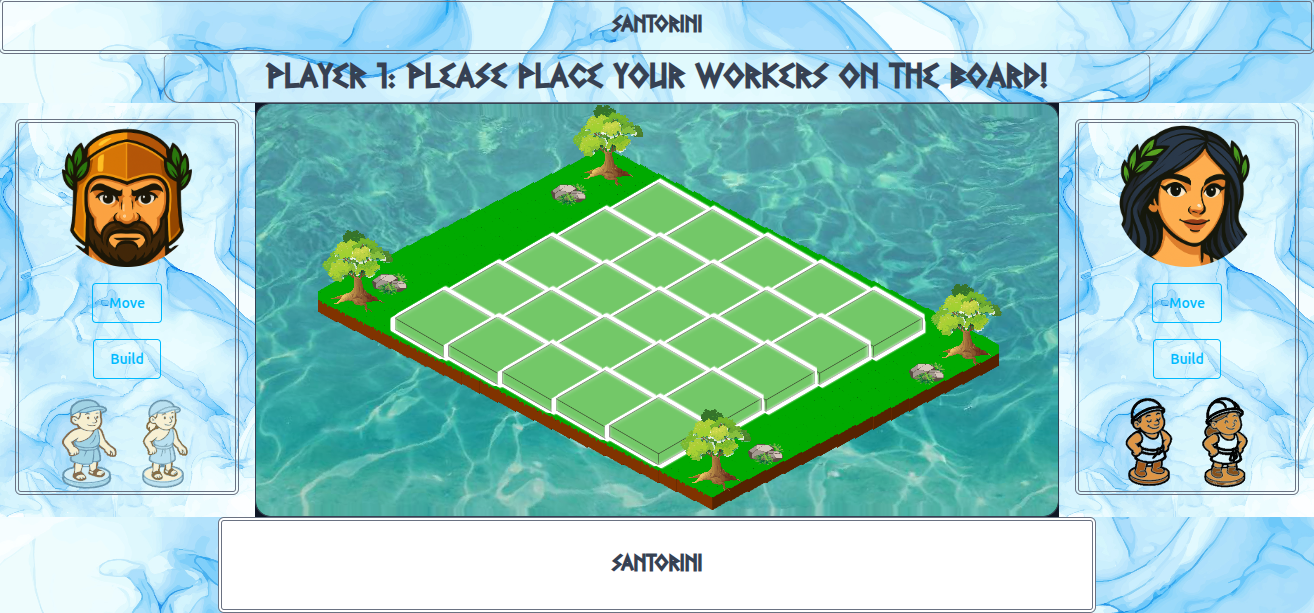 SANTORINI
PLAYER 1: PLEASE PLACE YOUR WORKERS ON THE BOARD!
Move
Build
Move
Build
SANTORINI